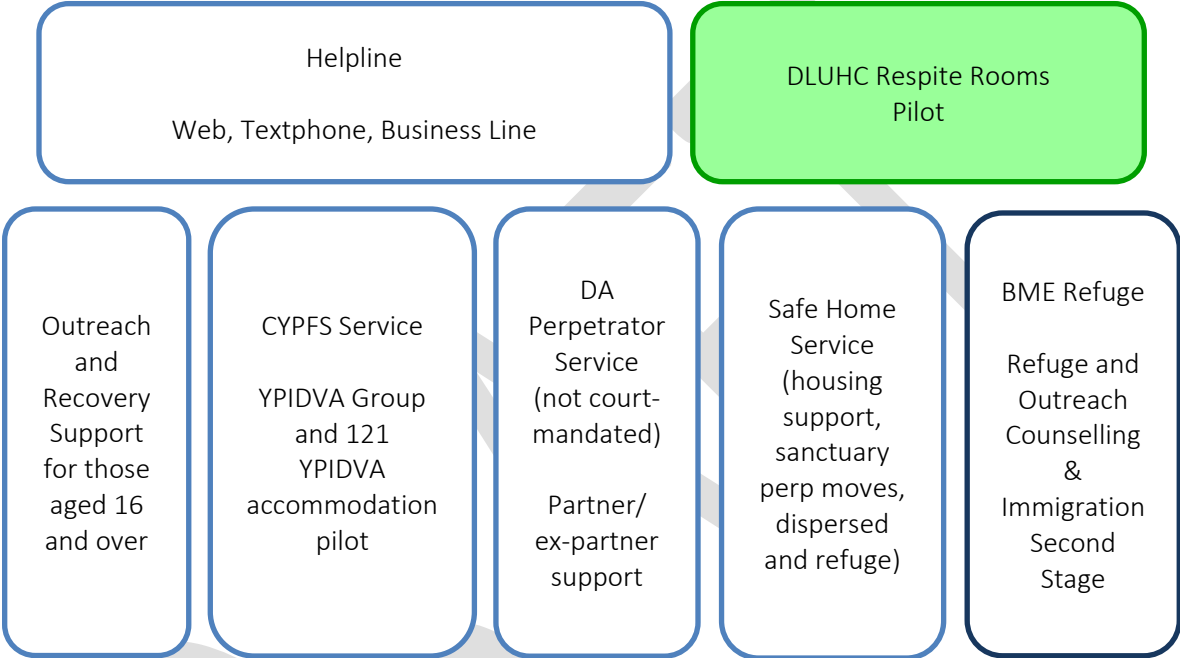 Helpline
Web, Textphone, Business Line
DLUHC Respite Rooms
Pilot
Outreach
and
Recovery
Support
for those
aged 16
and over
CYPFS Service
YPIDVA Group
and 121
YPIDVA
accommodation
pilot
DA
Perpetrator
Service
(not court-
mandated)
Partner/
ex-partner
support
Safe Home
Service
(housing
support,
sanctuary
perp moves,
dispersed
and refuge)
BME Refuge
Refuge and
Outreach
Counselling
&
Immigration
Second
Stage